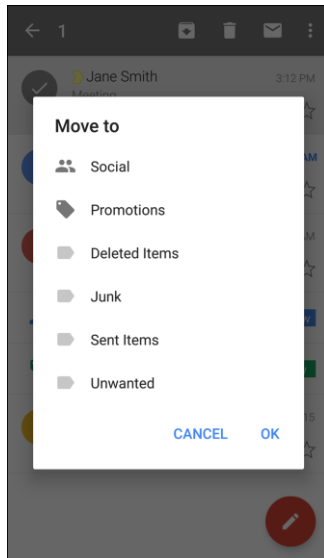 1
Jane Smith
3:12 PM
Meeting
Move to
Social
Promotions
Deleted Items
Junk
Sent Items
Unwanted
CANCEL
OK